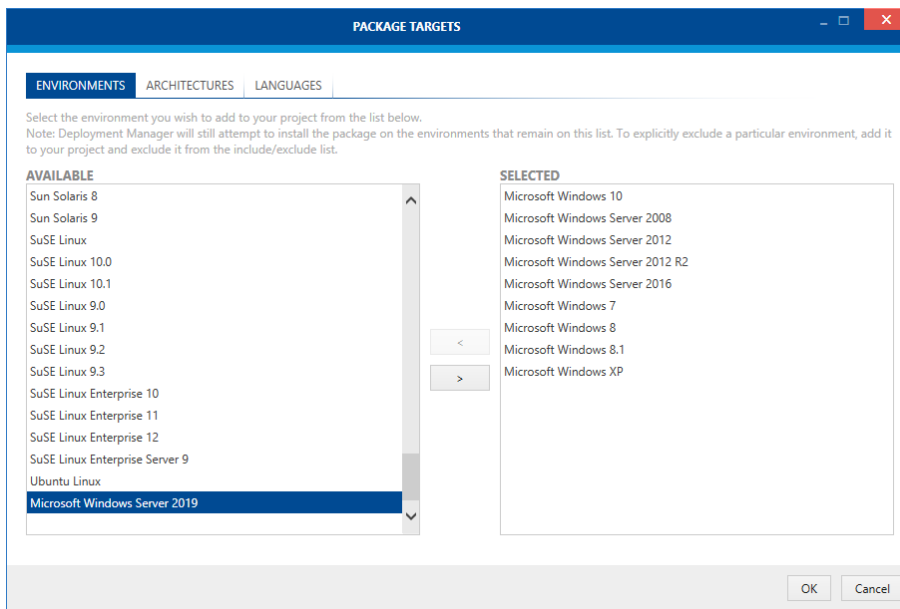 PACKAGE TARGETS
ENVIRONMENTS ARCHITECTURES LANGUAGES
Select the environment you wish to add to your project from the list below.
Note: Deployment Manager will still attempt to install the package on the environments that remain on this list. To explicitly exclude a particular environment, add it
to your project and exclude it from the include/exclude list.
AVAILABLE
Sun Solaris 8
Sun Solaris 9
SuSE Linux
SuSE Linux 10.0
SuSE Linux 10.1
SuSE Linux 9.0
SuSE Linux 9.1
SuSE Linux 9.2
SuSE Linux 9.3
SuSE Linux Enterprise 10
SuSE Linux Enterprise 11
SuSE Linux Enterprise 12
SuSE Linux Enterprise Server 9
Ubuntu Linux
Microsoft Windows Server 2019
<
>
SELECTED
Microsoft Windows 10
Microsoft Windows Server 2008
Microsoft Windows Server 2012
Microsoft Windows Server 2012 R2
Microsoft Windows Server 2016
Microsoft Windows 7
Microsoft Windows 8
Microsoft Windows 8.1
Microsoft Windows XP
OK Cancel